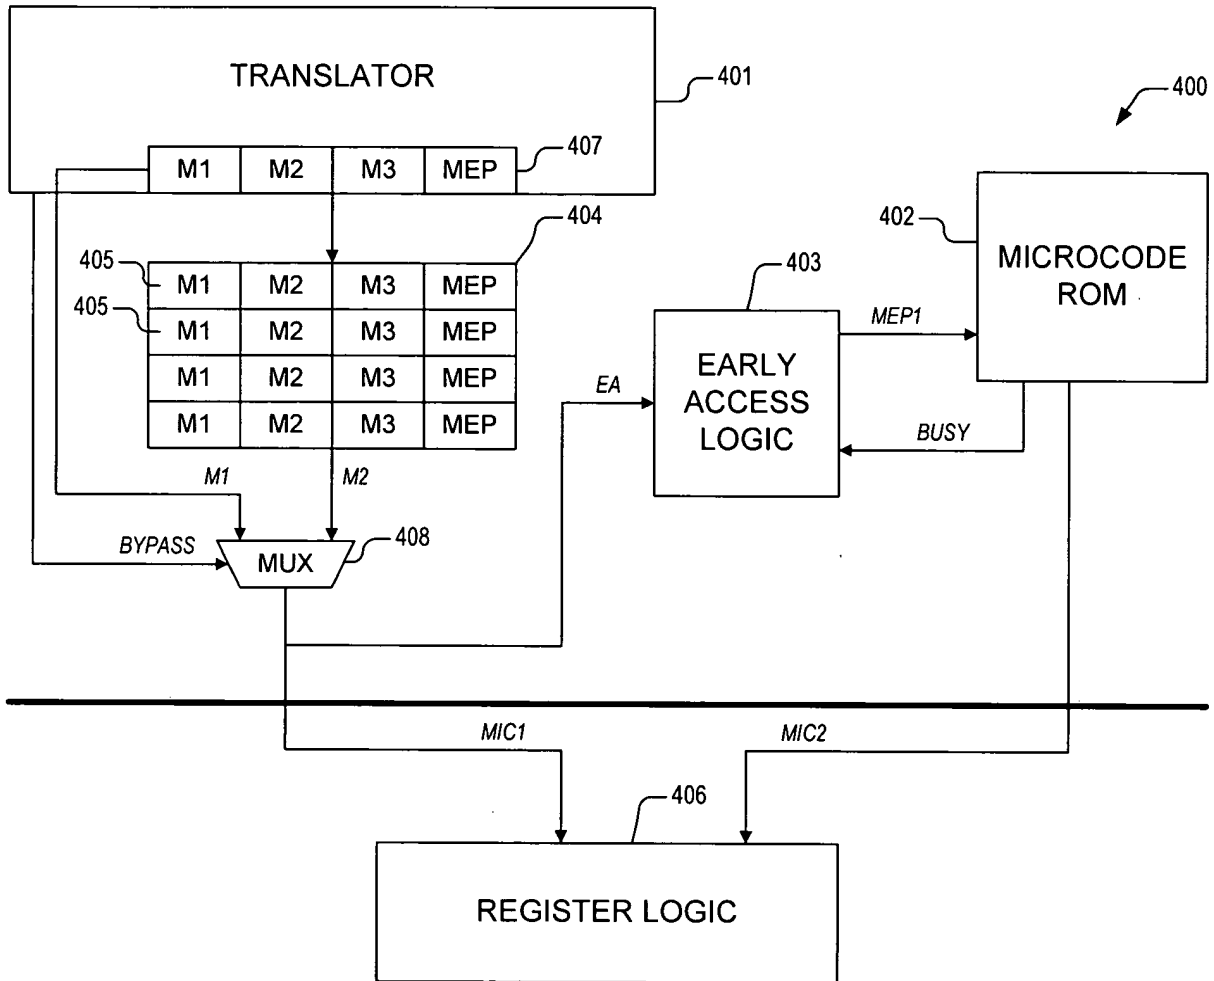 TRANSLATOR
401
400
M1 M2 M3 MEP
407
402
MICROCODE
ROM
404
405
M1 M2 M3 MEP
405
M1 M2 M3 MEP
M1 M2 M3 MEP
M1 M2 M3 MEP
403
EARLY
ACCESS
LOGIC
MEP1
EA
BUSY
M1
M2
BYPASS
MUX
408
MIC1
MIC2
406
REGISTER LOGIC